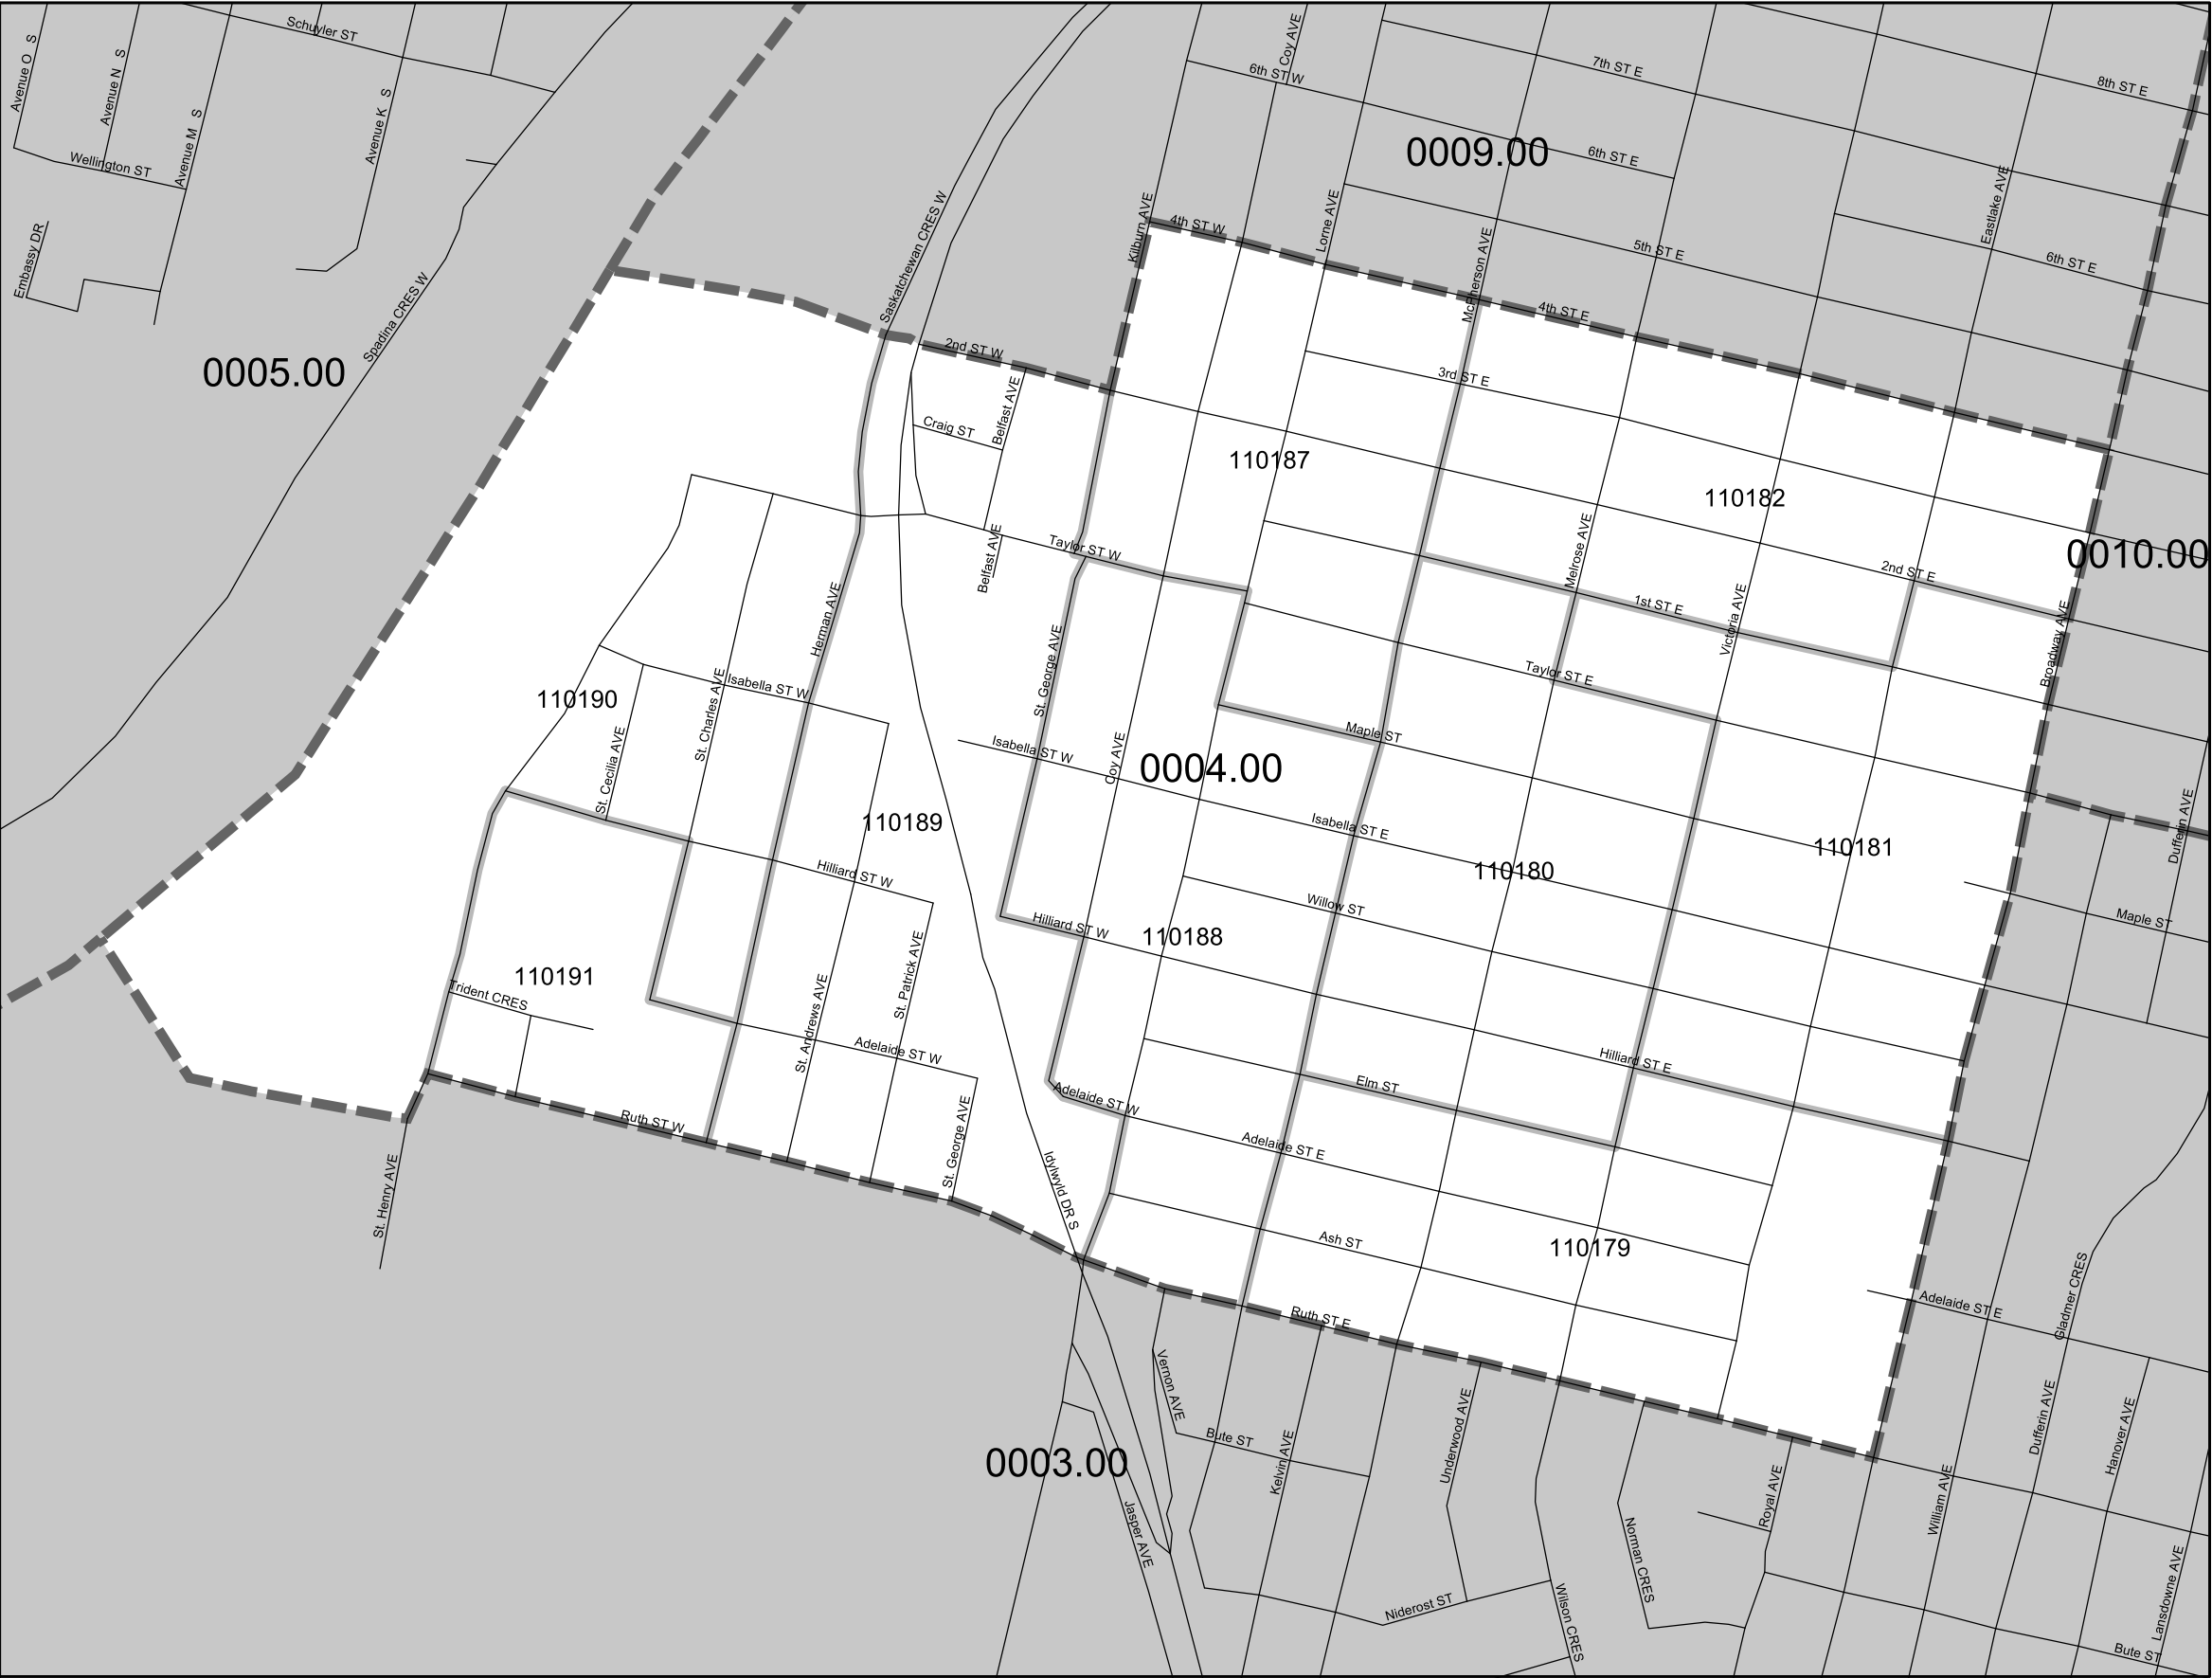 Schuyler ST
Coy AVE
Avenue O S
Avenue N S
Avenue M S
Avenue K S
6th ST W
7th ST E
8th ST E
Wellington ST
0009.00
6th ST E
Embassy DR
Saskatchewan CRES W
Kilburn AVE
4th ST W
Lorne AVE
McPherson AVE
5th ST E
Eastlake AVE
6th ST E
Spadina CRES W
0005.00
2nd ST W
4th ST E
3rd ST E
Belfast AVE
Craig ST
110187
110182
Taylor ST W
Belfast AVE
Melrose AVE
0010.00
2nd ST E
1st ST E
Victoria AVE
Broadway AVE
Herman AVE
St. George AVE
Taylor ST E
110190
St. Charles AVE
Isabella ST W
Isabella ST W
Coy AVE
Maple ST
0004.00
St. Cecilia AVE
110189
Isabella ST E
110180
110181
Dufferin AVE
Hilliard ST W
Willow ST
Maple ST
Hilliard ST W
110188
110191
Trident CRES
St. Patrick AVE
St. Andrews AVE
Adelaide ST W
Hilliard ST E
Elm ST
Adelaide ST W
Ruth ST W
St. George AVE
Adelaide ST E
St. Henry AVE
Idylwyld DR S
Ash ST
110179
Gladmer CRES
Adelaide ST E
Ruth ST E
Vernon AVE
Underwood AVE
Dufferin AVE
Hanover AVE
Bute ST
Kelvin AVE
0003.00
Jasper AVE
Royal AVE
William AVE
Norman CRES
Niderost ST
Wilson CRES
Lansdowne AVE
Bute ST